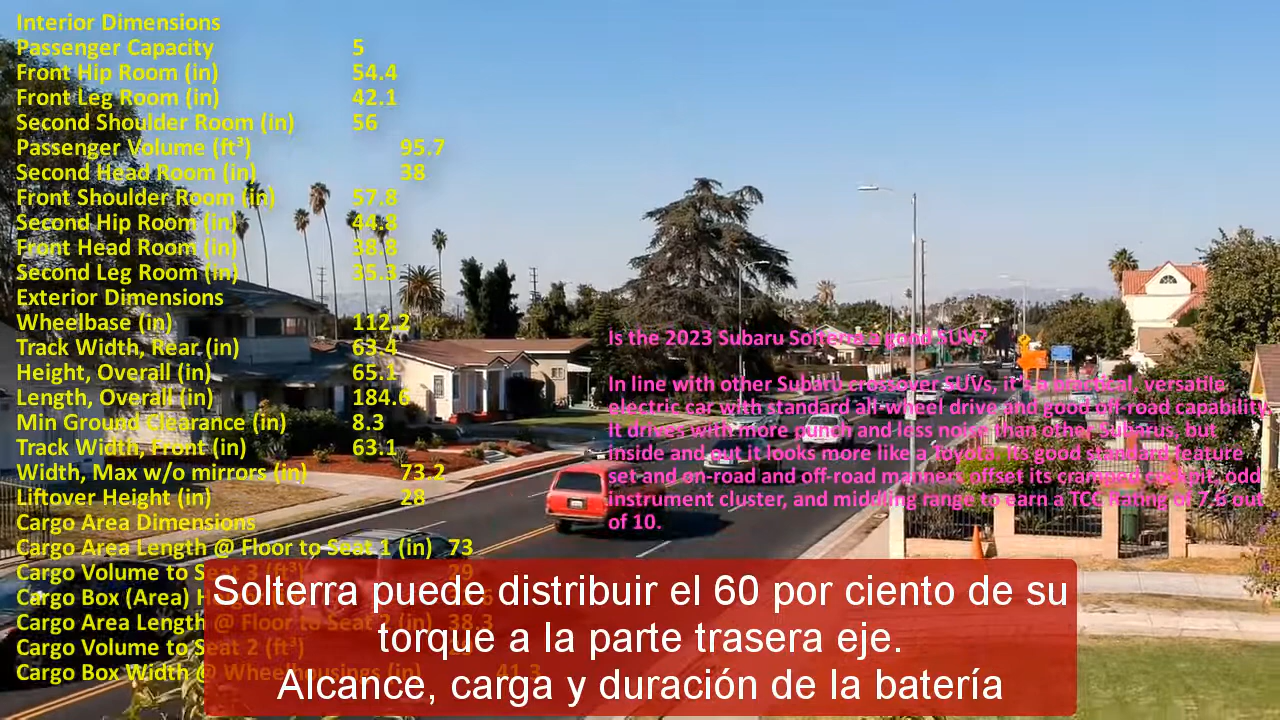 Interior Dimensions
Passenger Capacity 5
Front Hip Room (in) 54.4
Front Leg Room (in) 42.1
Second Shoulder Room (in) 56
Passenger Volume (ft³) 95.7
Second Head Room (in) 38
Front Shoulder Room (in) 57.8
Second Hip Room (in) 44.8
Front Head Room (in) 38.8
Second Leg Room (in) 35.3
Exterior Dimensions
Wheelbase (in) 112.2
Track Width, Rear (in) 63.4
Height, Overall (in) 65.1
Length, Overall (in) 184.6
Min Ground Clearance (in) 8.3
Track Width, Front (in) 63.1
Width, Max w/o mirrors (in) 73.2
Liftover Height (in) 28
Cargo Area Dimensions
Cargo Area Length @ Floor to Seat 1 (in) 73
Cargo Volume to Seat 3 (ft³) 29
Cargo Box (Area)
Cargo Area Length @ Floor to Seat 2 (in) 38.3
Cargo Volume to Seat 2 (ft³)
Cargo Box Width @ Wheelhousings (in) 41.3
Is the 2023 Subaru Solterra a good SUV?
In line with other Subaru crossover SUVs, it's a practical, versatile
electric car with standard all-wheel drive and good off-road capability.
It drives with more punch and less noise than other Subarus, but
inside and out it looks more like a Toyota. Its good standard feature
set and on-road and off-road manners offset its cramped cockpit, odd
instrument cluster, and middling range to earn a TCC Rating of 7.6 out
of 10.
Solterra puede distribuir el 60 por ciento de su
torque a la parte trasera eje.
Alcance, carga y duración de la batería